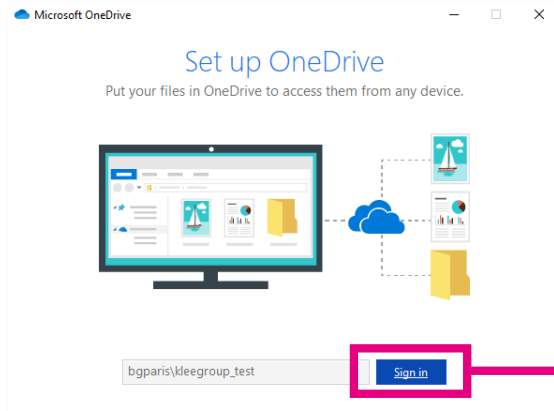 Microsoft OneDrive
Set up OneDrive
Put your files in OneDrive to access them from any device.
bgparis\kleegroup_test
Sign in